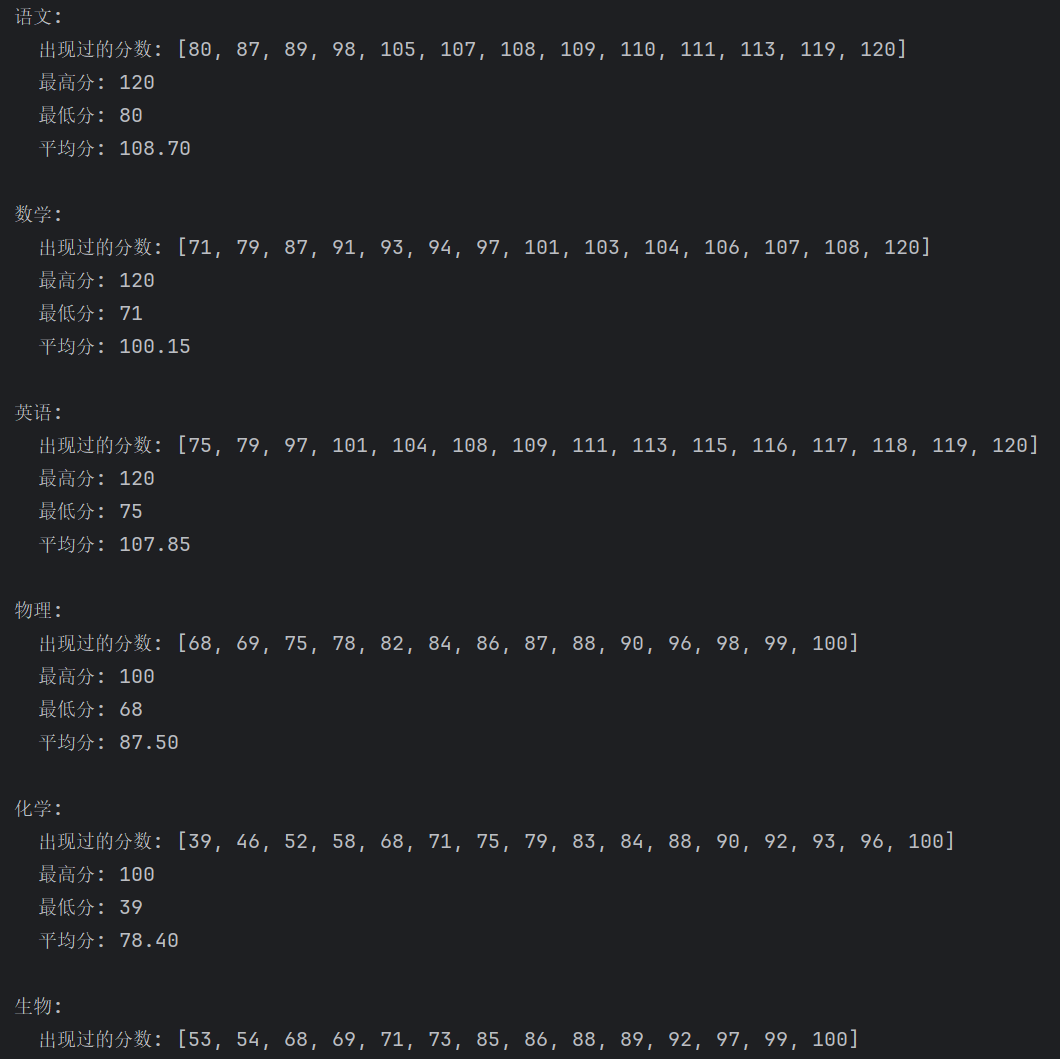 语文:
出现过的分数: [80, 87, 89, 98, 105, 107, 108, 109, 110, 111, 113, 119, 120]
最高分: 120
最低分: 80
平均分: 108.70
数学:
出现过的分数: [71, 79, 87, 91, 93, 94, 97, 101, 103, 104, 106, 107, 108, 120]
最高分: 120
最低分: 71
平均分: 100.15
英语:
出现过的分数: [75, 79, 97, 101, 104, 108, 109, 111, 113, 115, 116, 117, 118, 119, 120]
最高分: 120
最低分: 75
平均分: 107.85
物理:
出现过的分数: [68, 69, 75, 78, 82, 84, 86, 87, 88, 90, 96, 98, 99, 100]
最高分: 100
最低分: 68
平均分: 87.50
化学:
出现过的分数: [39, 46, 52, 58, 68, 71, 75, 79, 83, 84, 88, 90, 92, 93, 96, 100]
最高分: 100
最低分: 39
平均分: 78.40
生物:
出现过的分数: [53, 54, 68, 69, 71, 73, 85, 86, 88, 89, 92, 97, 99, 100]